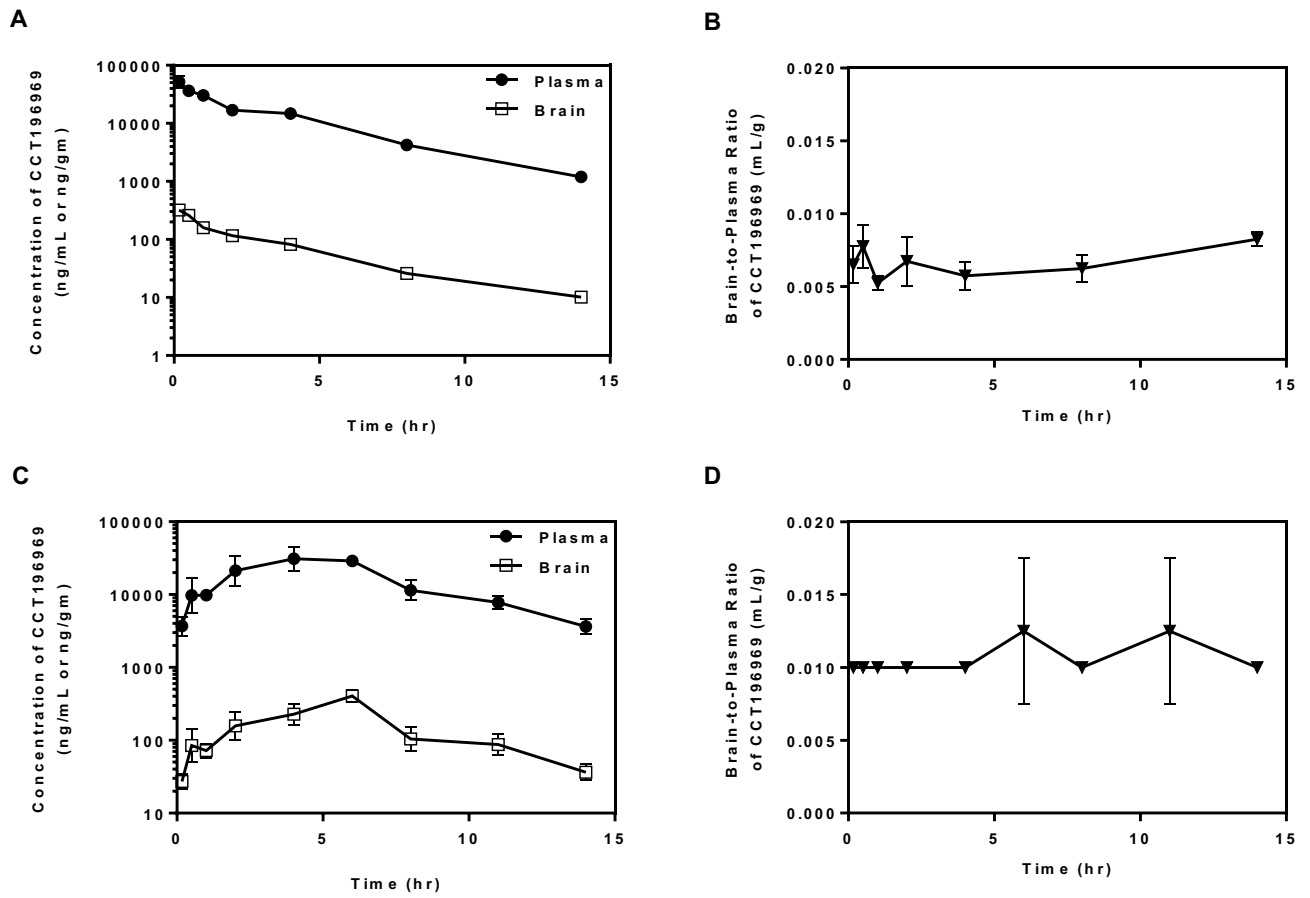 A
Concentration of CCT196969
(ng/mL or ng/gm)
100000
10000
1000
100
10
1
Plasma
Brain
0
5
10
15
Time (hr)
B
Brain-to-Plasma Ratio
of CCT196969 (mL/g)
0.020
0.015
0.010
0.005
0.000
0
5
10
15
Time (hr)
C
Concentration of CCT196969
(ng/mL or ng/gm)
100000
10000
1000
100
10
Plasma
Brain
0
5
10
15
Time (hr)
D
Brain-to-Plasma Ratio
of CCT196969 (mL/g)
0.020
0.015
0.010
0.005
0.000
0
5
10
15
Time (hr)